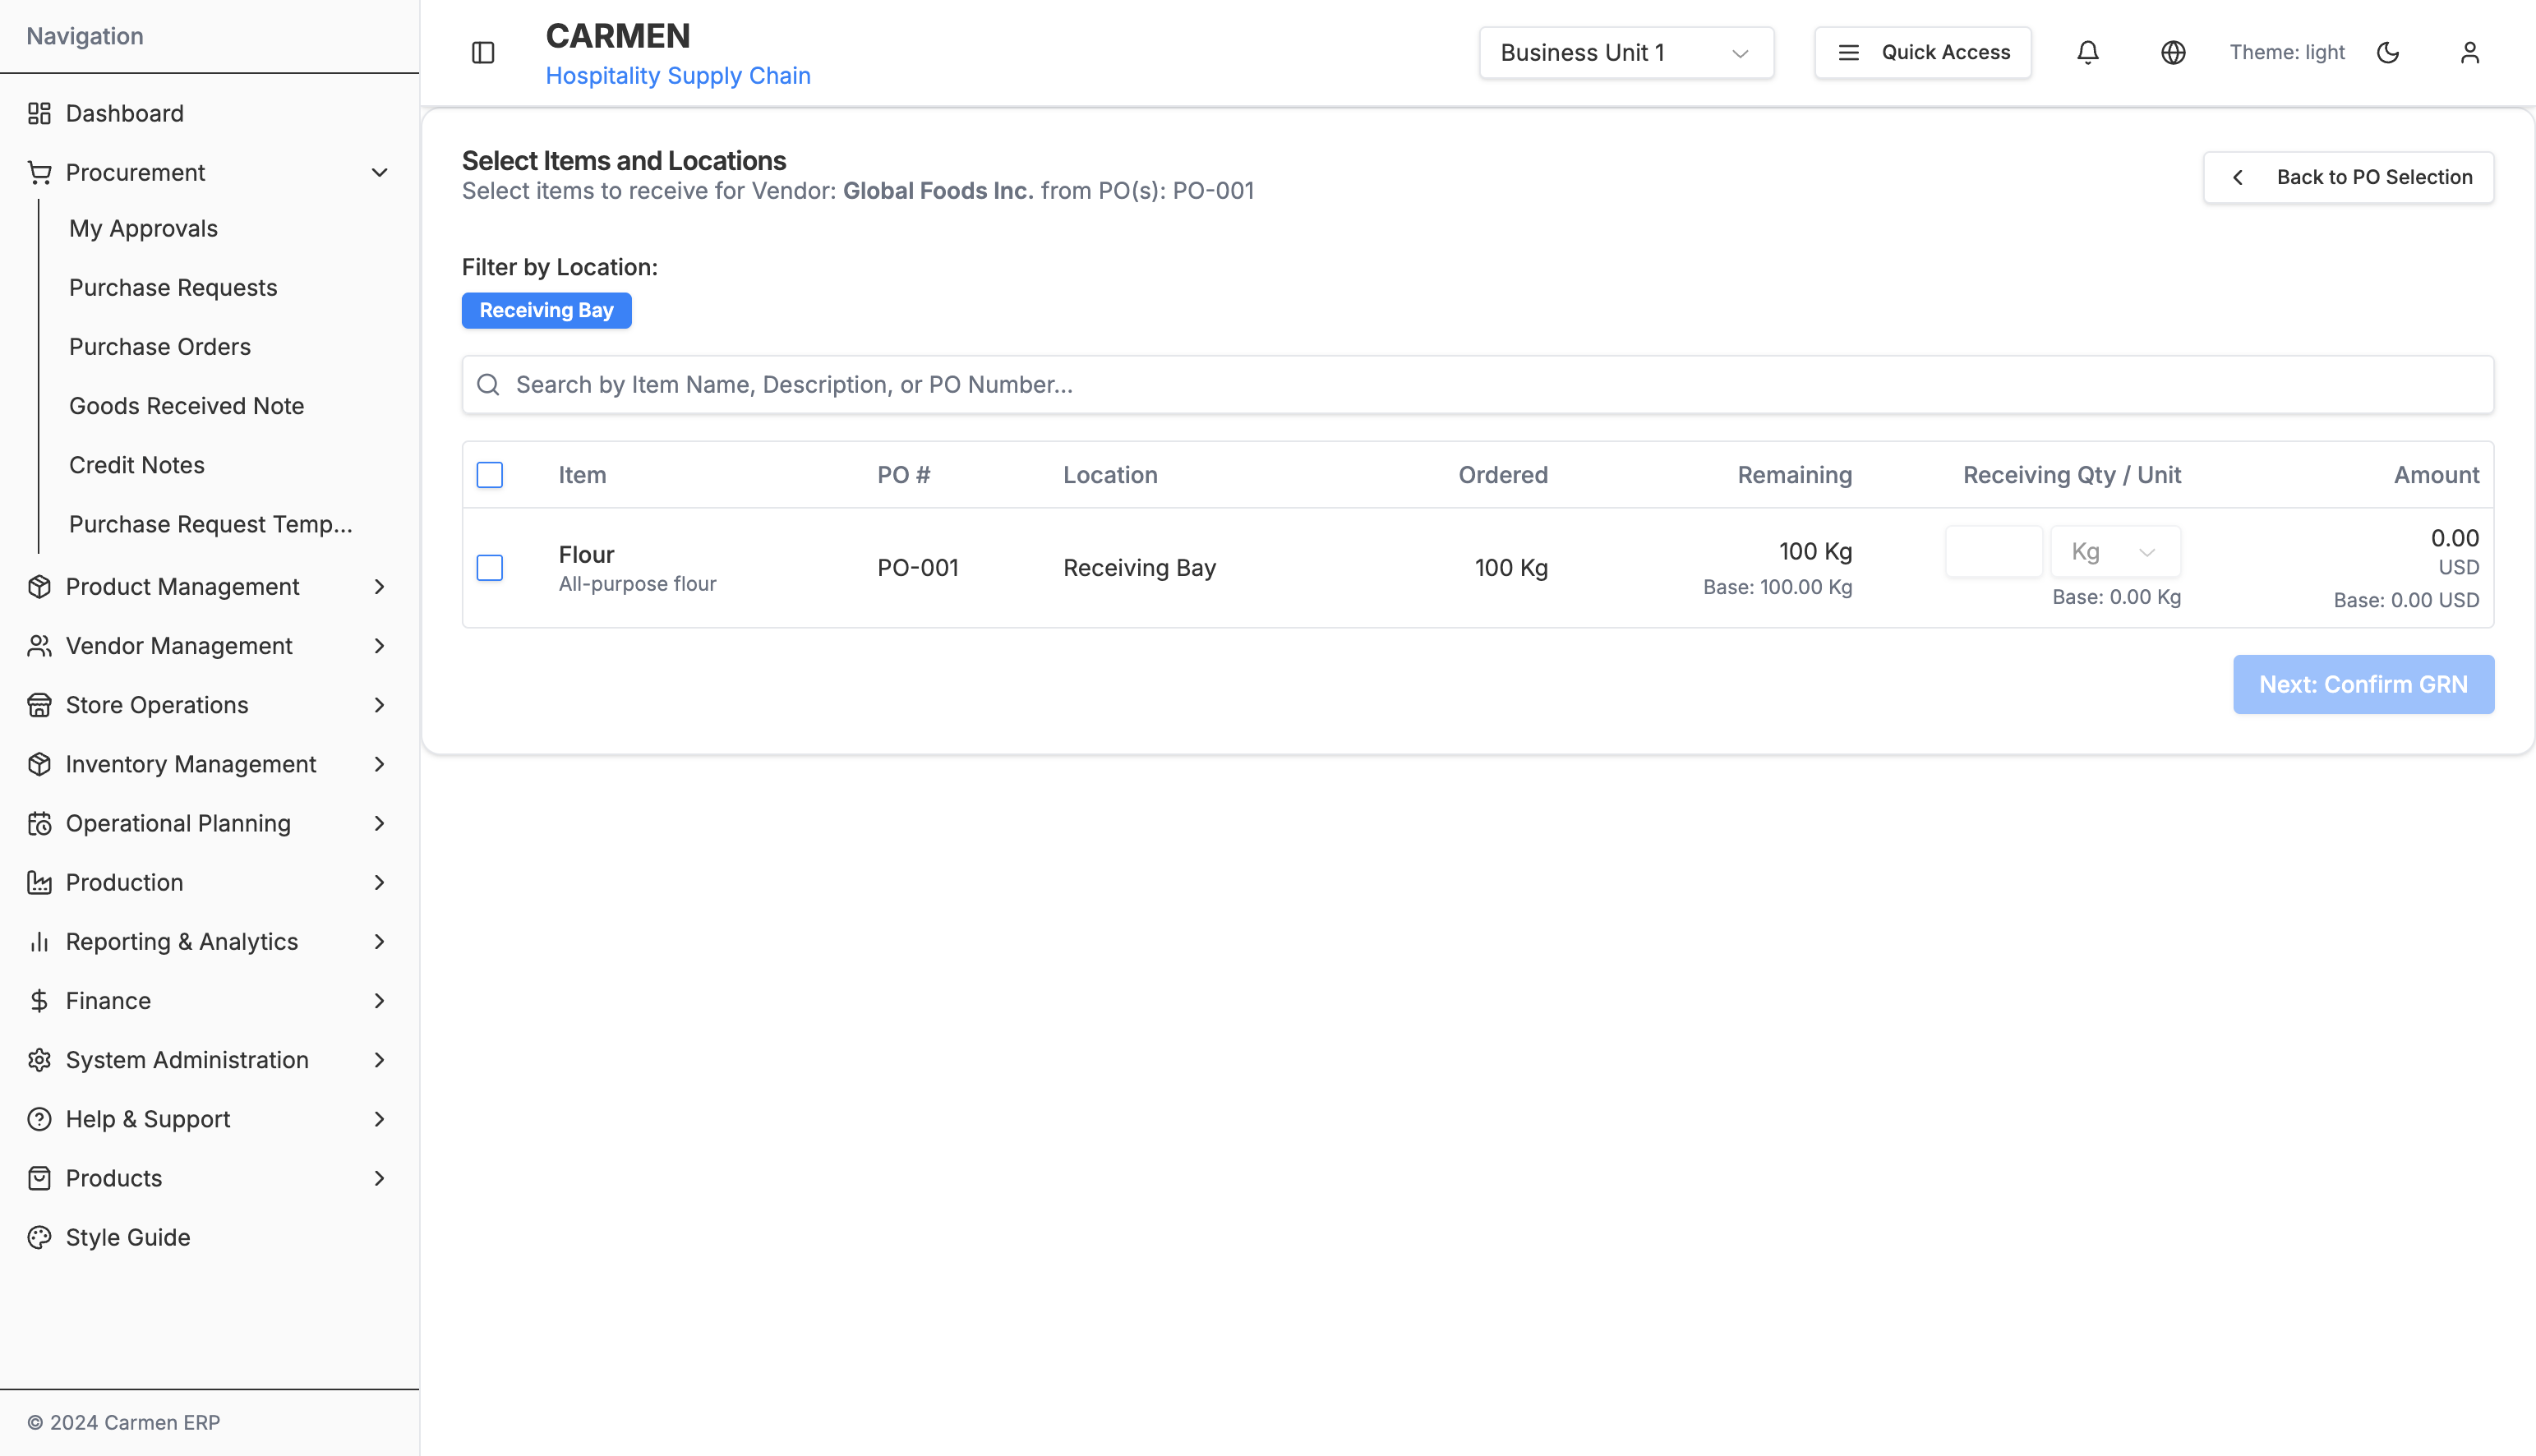 Navigation
Dashboard
Procurement
My Approvals
Purchase Requests
Purchase Orders
Goods Received Note
Credit Notes
Purchase Request Temp...
Product Management
Vendor Management
Store Operations
Inventory Management
Operational Planning
Production
Reporting & Analytics
Finance
System Administration
Help & Support
Products
Style Guide
© 2024 Carmen ERP
CARMEN
Hospitality Supply Chain
Business Unit 1
Quick Access
Theme: light
Select Items and Locations
Select items to receive for Vendor: Global Foods Inc. from PO(s): PO-001
Back to PO Selection
Filter by Location:
Receiving Bay
Search by Item Name, Description, or PO Number...
Item PO # Location Ordered Remaining Receiving Qty / Unit Amount
Flour
All-purpose flour
PO-001
Receiving Bay
100 Kg
100 Kg
Base: 100.00 Kg
Kg
Base: 0.00 Kg
0.00
USD
Base: 0.00 USD
Next: Confirm GRN